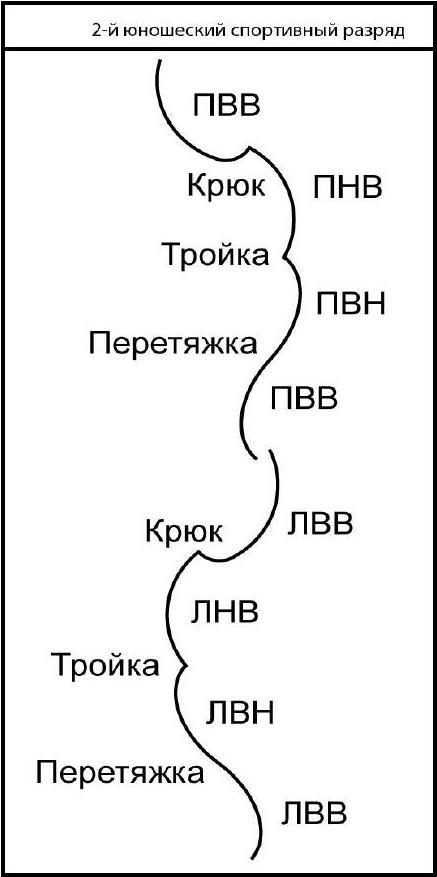 2-й юношеский спортивный разряд
ПВВ
Крюк
ПНВ
Тройка
ПВН
Перетяжка
ПВВ
ЛВВ
Крюк
ЛНВ
Тройка
ЛВН
Перетяжка
ЛВВ